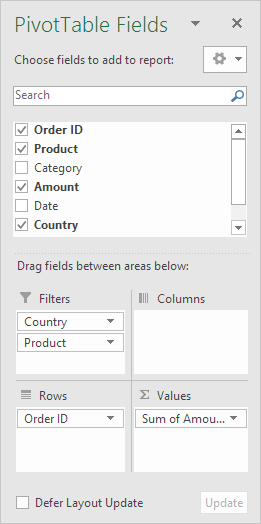 PivotTable Fields
Choose fields to add to report:
Search
Order ID
Product
Category
Amount
Date
Country
Drag fields between areas below:
Filters
Columns
Country
Product
Rows
Values
Order ID
Sum of Amou...
Defer Layout Update
Update